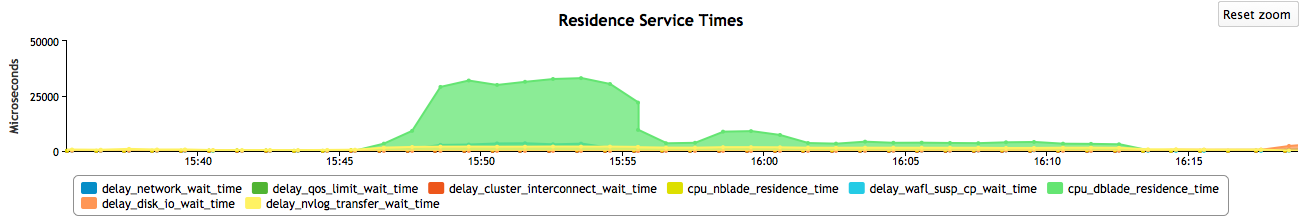 Residence Service Times
Reset zoom
50000
25000
0
Microseconds
15:40 15:45 15:50 15:55 16:00 16:05 16:10 16:15
delay_network_wait_time delay_qos_limit_wait_time delay_cluster_interconnect_wait_time cpu_nblade_residence_time delay_wafl_susp_cp_wait_time cpu_dblade_residence_time
delay_disk_io_wait_time delay_nvlog_transfer_wait_time